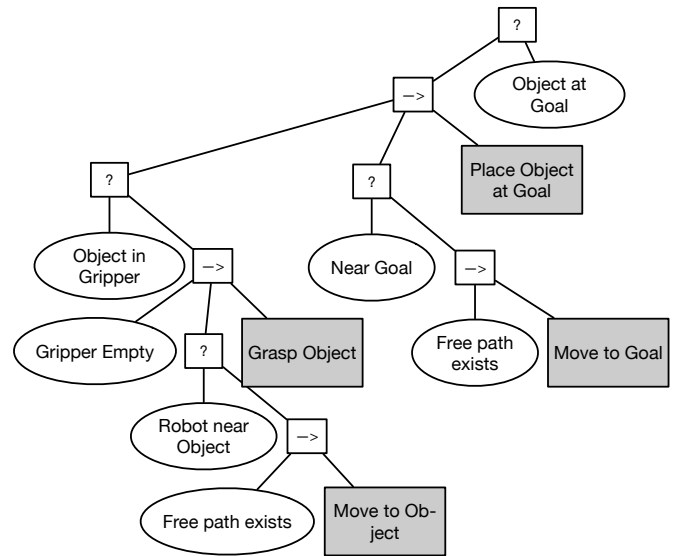 ?
Object at
Goal
—>
?
?
Place Object
at Goal
Object in
Gripper
—>
Near Goal
—>
Gripper Empty
?
Grasp Object
Free path
exists
Move to Goal
Robot near
Object
—>
Free path exists
Move to Ob-
ject